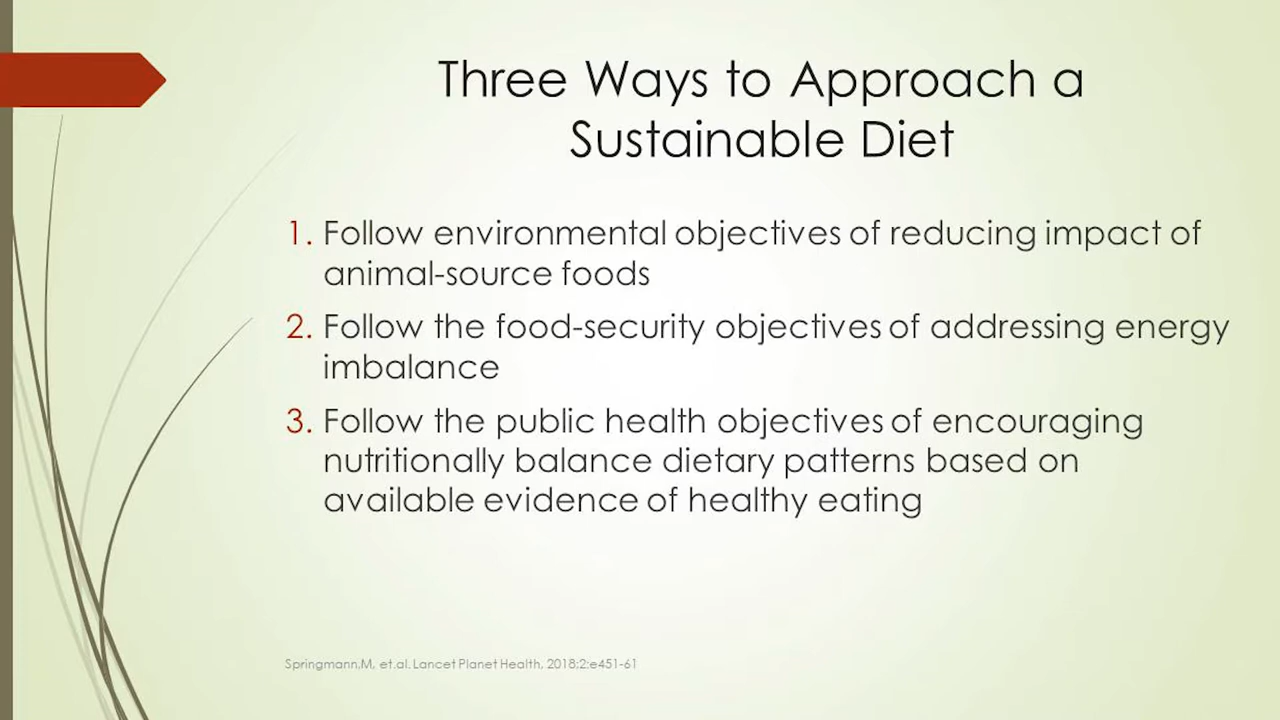 Three Ways to Approach a
Sustainable Diet
1. Follow environmental objectives of reducing impact of
animal-source foods
2. Follow the food-security objectives of addressing energy
imbalance
3. Follow the public health objectives of encouraging
nutritionally balance dietary patterns based on
available evidence of healthy eating
Springmann,M, et.al. Lancet Planet Health, 2018;2:e451-61